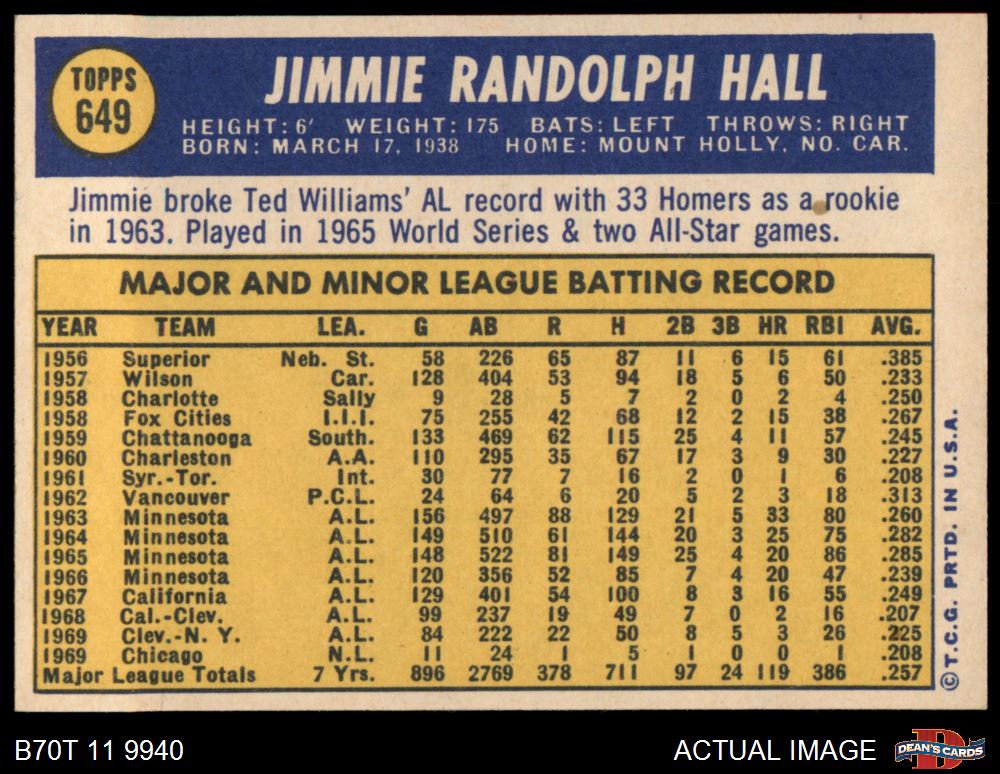 TOPPS
649
JIMMIE RANDOLPH HALL
HEIGHT: 6' WEIGHT: 175 BATS: LEFT THROWS: RIGHT
BORN: MARCH 17, 1938 HOME: MOUNT HOLLY, NO. CAR.
Jimmie broke Ted Williams' AL record with 33 Homers as a rookie
in 1963. Played in 1965 World Series & two All-Star games.
MAJOR AND MINOR LEAGUE BATTING RECORD
YEAR TEAM LEA. G AB R H 2B 3B HR RBI AVG.
1956 Superior Neb. St. 58 226 65 87 11 6 15 61 .385
1957 Wilson Car. 128 404 53 94 18 5 6 50 .233
1958 Charlotte Sally 9 28 5 7 2 0 2 4 .250
1958 Fox Cities I.I.I. 75 255 42 68 12 2 15 38 .267
1959 Chattanooga South. 133 469 62 115 25 4 11 57 .245
1960 Charleston A.A. 110 295 35 67 17 3 9 30 .227
1961 Syr.-Tor. Int. 30 77 7 16 2 0 1 6 .208
1962 Vancouver P.C.L. 24 64 6 20 5 2 3 18 .313
1963 Minnesota A.L. 156 497 88 129 21 5 33 80 .260
1964 Minnesota A.L. 149 510 61 144 20 3 25 75 .282
1965 Minnesota A.L. 148 522 81 149 25 4 20 86 .285
1966 Minnesota A.L. 120 356 52 85 7 4 20 47 .239
1967 California A.L. 129 401 54 100 8 3 16 55 .249
1968 Cal.-Clev. A.L. 99 237 19 49 7 0 2 16 .207
1969 Clev.-N. Y. A.L. 84 222 22 50 8 5 3 26 .225
1969 Chicago N.L. 11 24 1 5 1 0 0 1 .208
Major League Totals 7 Yrs. 896 2769 378 711 97 24 119 386 .257
©T.C.G. PRTD. IN U.S.A.
B70T 11 9940
ACTUAL IMAGE
DEAN'S CARDS